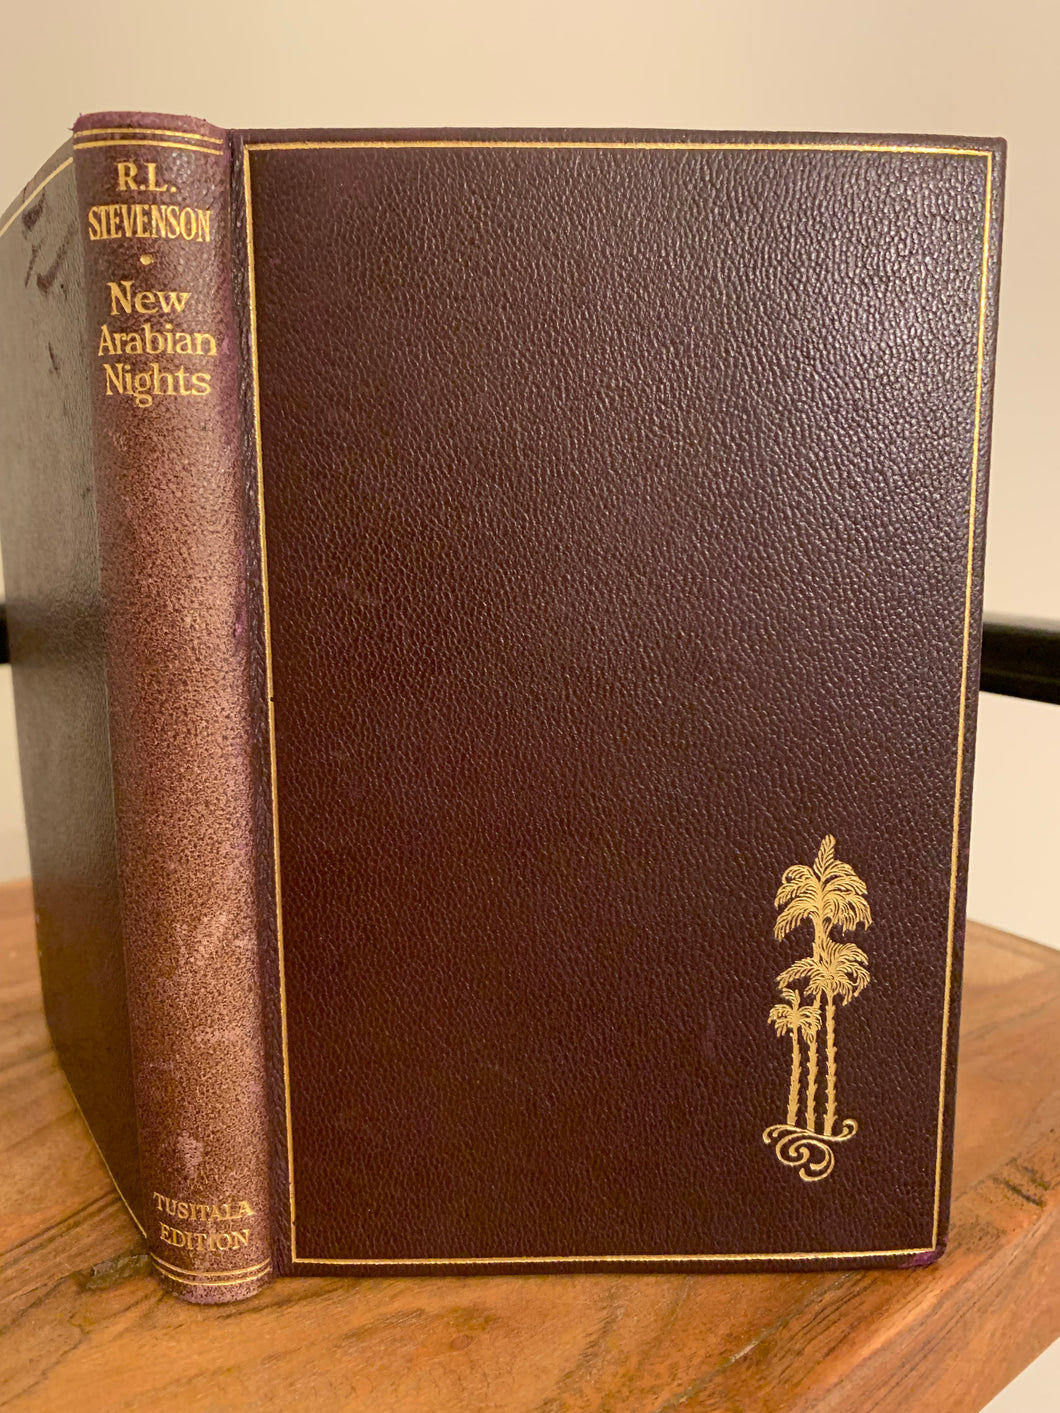 R.L.
STEVENSON
•
New
Arabian
Nights
TUSITALA
EDITION